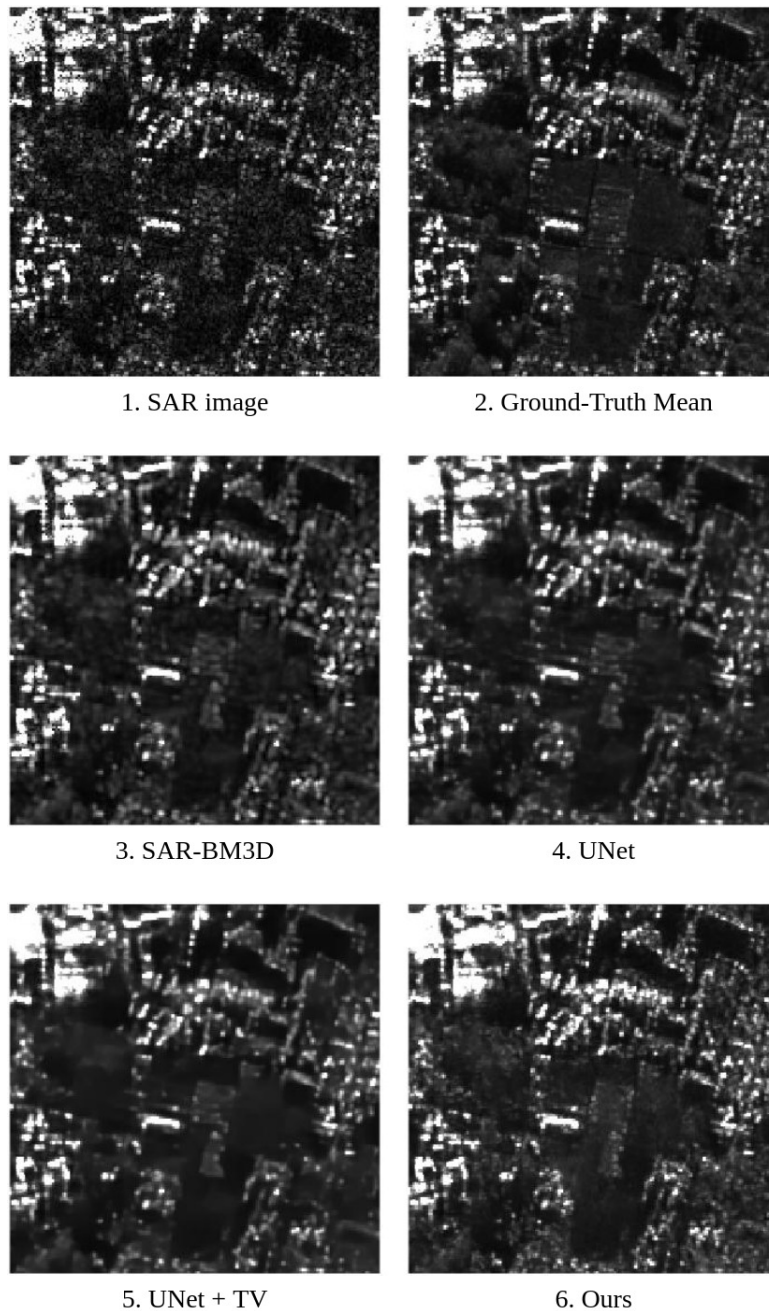 1. SAR image
2. Ground-Truth Mean
3. SAR-BM3D
4. UNet
5. UNet + TV
6. Ours